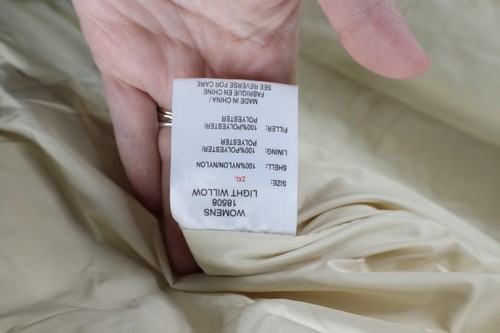 WOMENS
18508
LIGHT WILLOW
SIZE: 2XL
SHELL: 100%NYLON/NYLON
LINING: 100%POLYESTER/
POLYESTER
FILLER: 100%POLYESTER/
POLYESTER
MADE IN CHINA/
FABRIQUE EN CHINE
SEE REVERSE FOR CARE